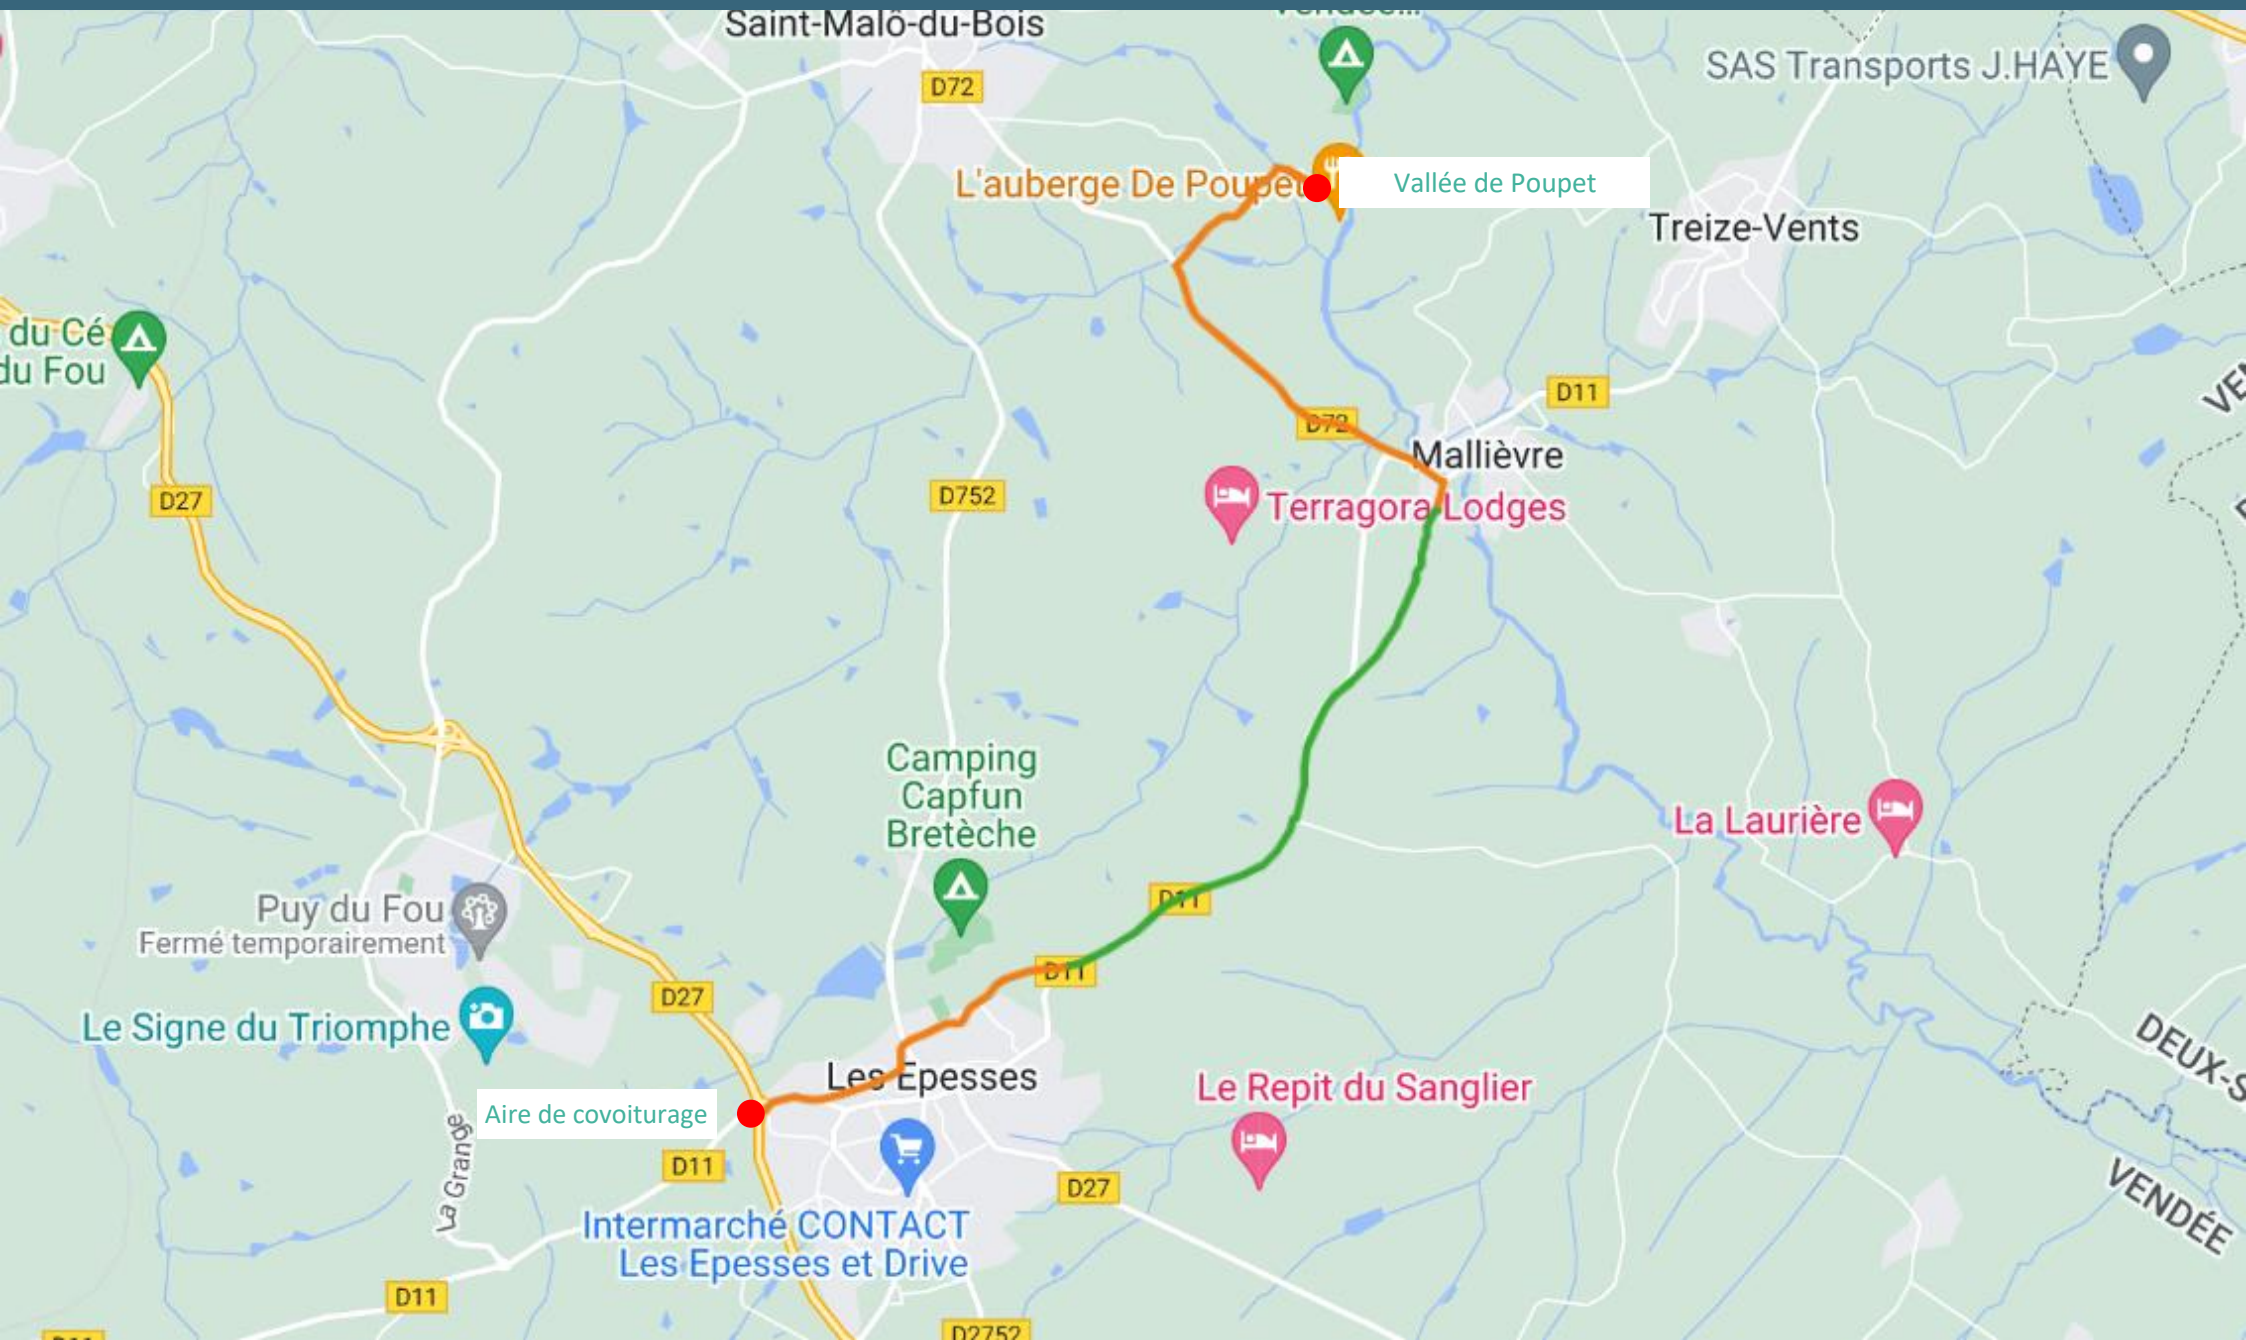 Saint-Malô-du-Bois
D72
SAS Transports J.HAYE
L'auberge De Poupet
Vallée de Poupet
Treize-Vents
du Cé
du Fou
D72
D11
Mallièvre
D27
D752
Terragora Lodges
Camping
Capfun
Bretèche
La Laurière
Puy du Fou
Fermé temporairement
D11
D11
D27
Le Signe du Triomphe
Les Epesses
Le Repit du Sanglier
Aire de covoiturage
La Grange
D11
D27
Intermarché CONTACT
Les Epesses et Drive
DEUX-S
VENDÉE
D11
D2752